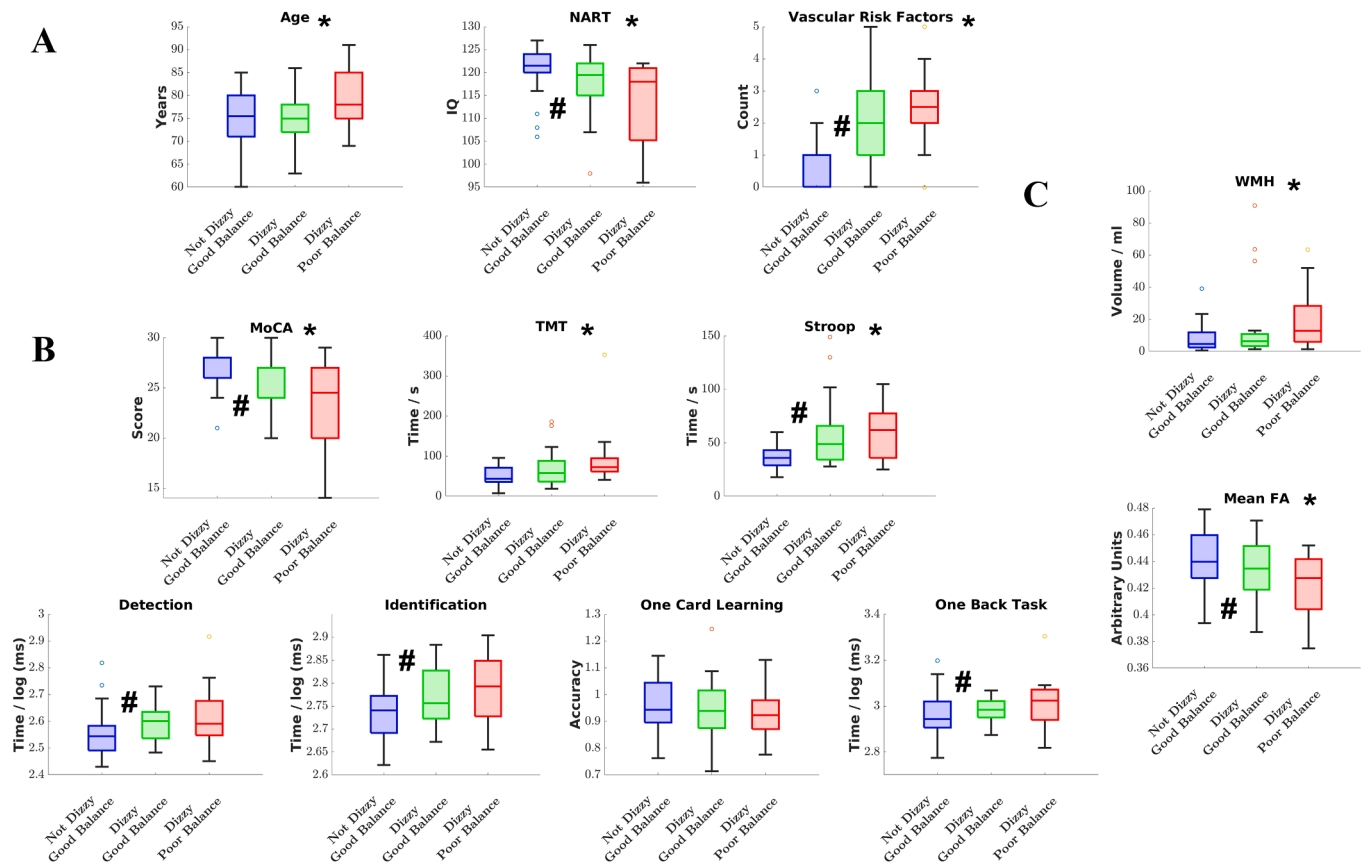 A
Age *
Years
95
90
85
80
75
70
65
60
Not Dizzy
Good Balance
Dizzy
Good Balance
Dizzy
Poor Balance
NART *
IQ
130
125
120
115
110
105
100
95
#
Not Dizzy
Good Balance
Dizzy
Good Balance
Dizzy
Poor Balance
Vascular Risk Factors *
Count
5
4
3
2
1
0
#
Not Dizzy
Good Balance
Dizzy
Good Balance
Dizzy
Poor Balance
B
MoCA *
Score
30
25
20
15
#
Not Dizzy
Good Balance
Dizzy
Good Balance
Dizzy
Poor Balance
TMT *
Time / s
400
300
200
100
0
Not Dizzy
Good Balance
Dizzy
Good Balance
Dizzy
Poor Balance
Stroop *
Time / s
150
100
50
0
#
Not Dizzy
Good Balance
Dizzy
Good Balance
Dizzy
Poor Balance
Detection
Time / log (ms)
3
2.9
2.8
2.7
2.6
2.5
2.4
#
Not Dizzy
Good Balance
Dizzy
Good Balance
Dizzy
Poor Balance
Identification
Time / log (ms)
2.9
2.85
2.8
2.75
2.7
2.65
2.6
#
Not Dizzy
Good Balance
Dizzy
Good Balance
Dizzy
Poor Balance
One Card Learning
Accuracy
1.3
1.2
1.1
1
0.9
0.8
0.7
Not Dizzy
Good Balance
Dizzy
Good Balance
Dizzy
Poor Balance
One Back Task
Time / log (ms)
3.4
3.2
3
2.8
#
Not Dizzy
Good Balance
Dizzy
Good Balance
Dizzy
Poor Balance
C
WMH *
Volume / ml
100
80
60
40
20
0
Not Dizzy
Good Balance
Dizzy
Good Balance
Dizzy
Poor Balance
Mean FA *
Arbitrary Units
0.48
0.46
0.44
0.42
0.4
0.38
0.36
#
Not Dizzy
Good Balance
Dizzy
Good Balance
Dizzy
Poor Balance